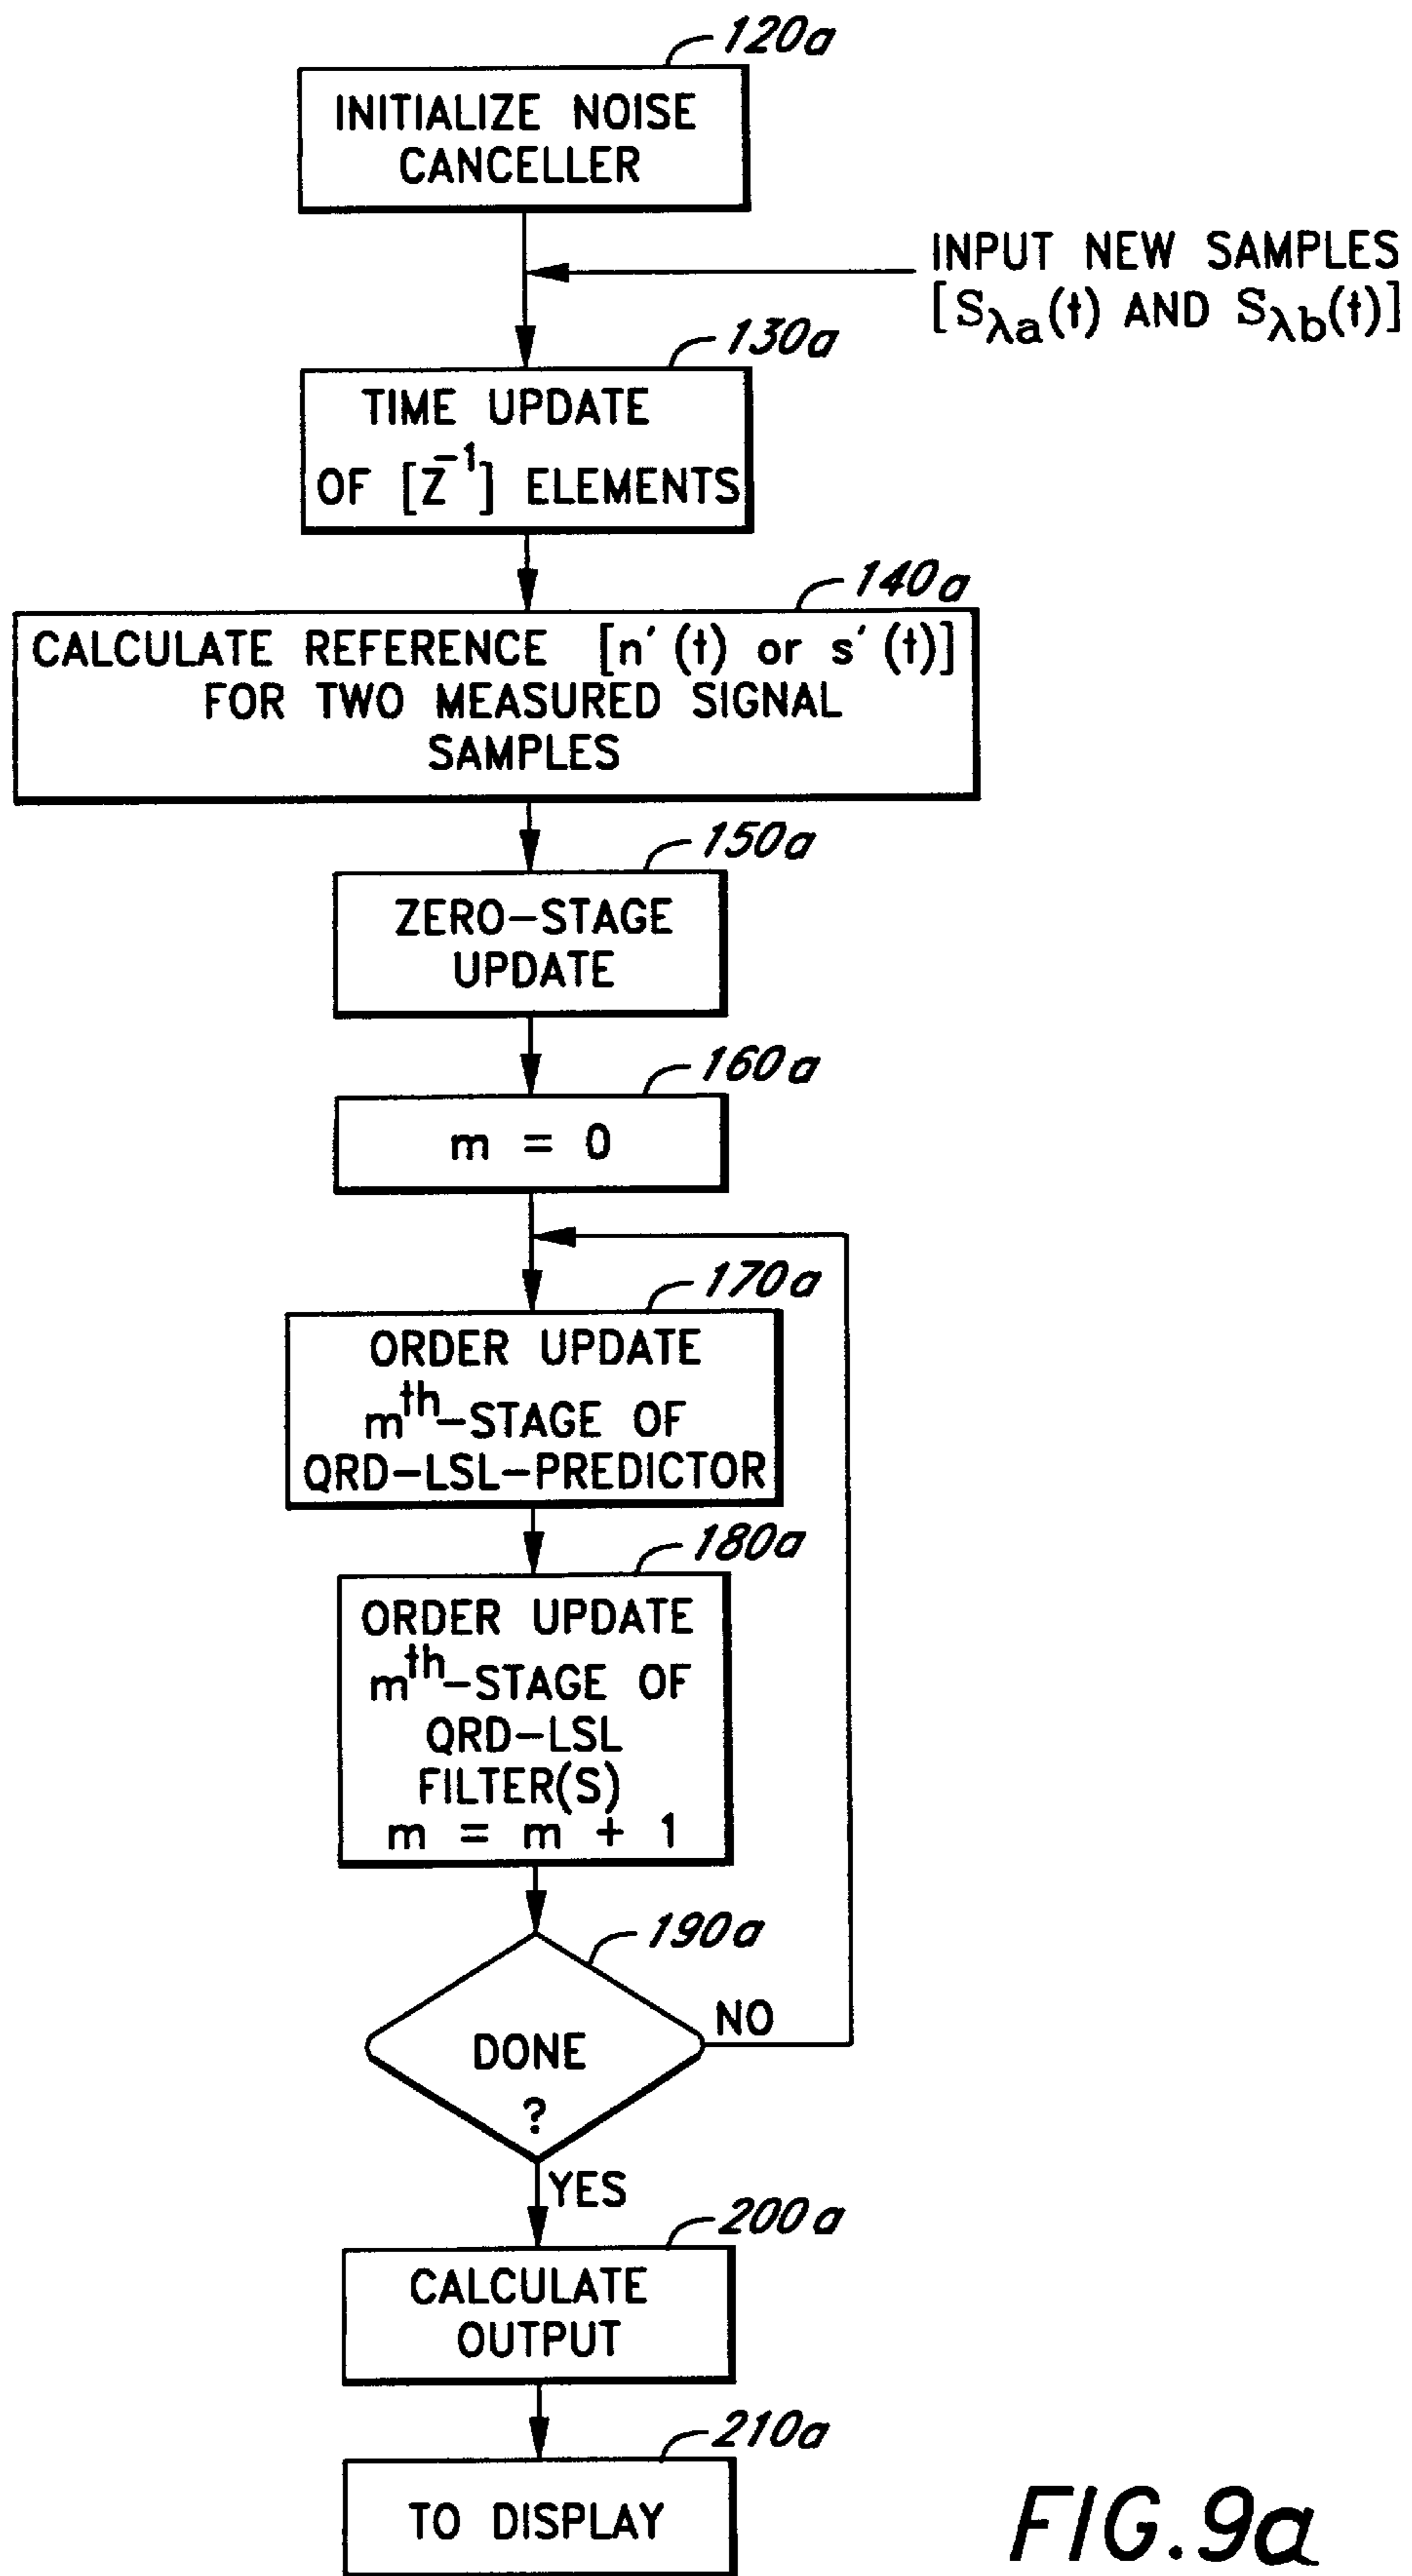 120a
INITIALIZE NOISE
CANCELLER
INPUT NEW SAMPLES
[Sλa(t) AND Sλb(t)]
130a
TIME UPDATE
OF [Z⁻¹] ELEMENTS
140a
CALCULATE REFERENCE [n'(t) or s'(t)]
FOR TWO MEASURED SIGNAL
SAMPLES
150a
ZERO-STAGE
UPDATE
160a
m = 0
170a
ORDER UPDATE
mᵗʰ-STAGE OF
QRD-LSL-PREDICTOR
180a
ORDER UPDATE
mᵗʰ-STAGE OF
QRD-LSL
FILTER(S)
m = m + 1
190a
NO
DONE
?
YES
200a
CALCULATE
OUTPUT
210a
TO DISPLAY
FIG.9a